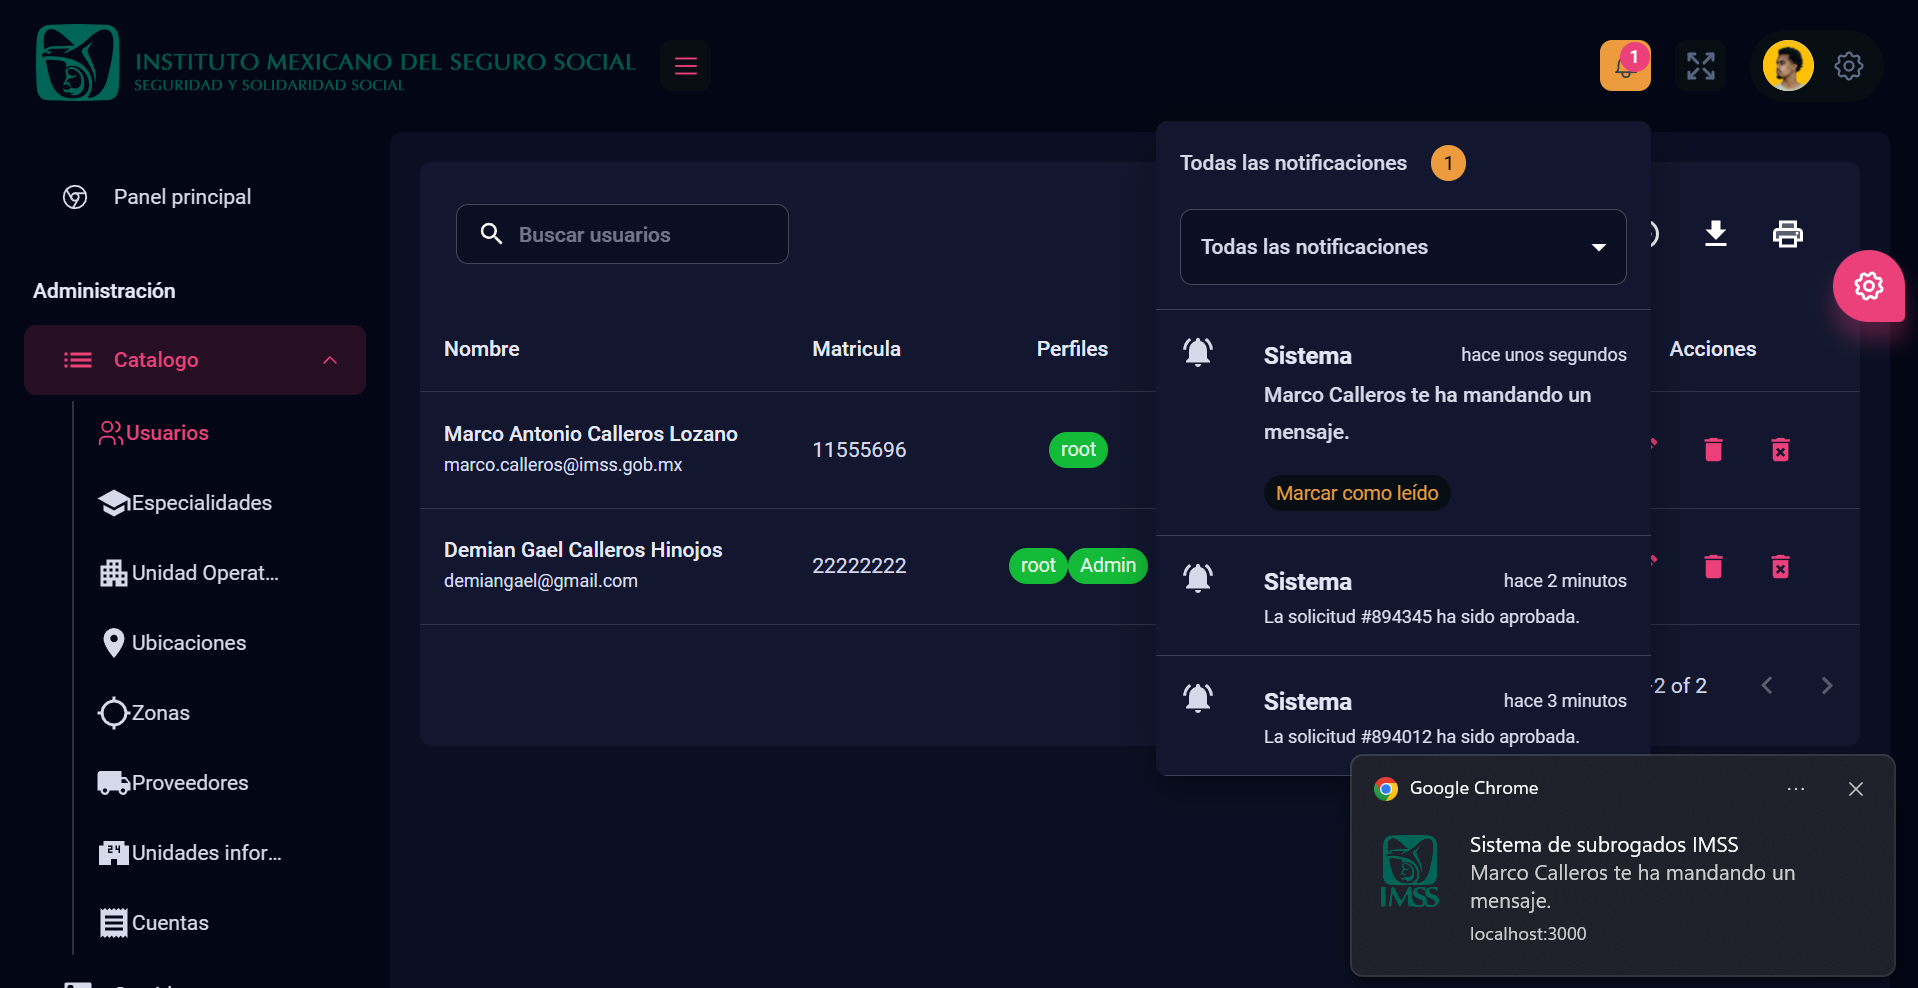 INSTITUTO MEXICANO DEL SEGURO SOCIAL
SEGURIDAD Y SOLIDARIDAD SOCIAL
1
Panel principal
Administración
Catalogo
Usuarios
Especialidades
Unidad Operat...
Ubicaciones
Zonas
Proveedores
24
Unidades infor...
Cuentas
Buscar usuarios
Nombre Matricula Perfiles Acciones
Marco Antonio Calleros Lozano
marco.calleros@imss.gob.mx
11555696
root
Demian Gael Calleros Hinojos
demiangael@gmail.com
22222222
root Admin
-2 of 2
Todas las notificaciones 1
Todas las notificaciones
Sistema hace unos segundos
Marco Calleros te ha mandando un
mensaje.
Marcar como leído
Sistema hace 2 minutos
La solicitud #894345 ha sido aprobada.
Sistema hace 3 minutos
La solicitud #894012 ha sido aprobada.
Google Chrome
IMSS
Sistema de subrogados IMSS
Marco Calleros te ha mandando un
mensaje.
localhost:3000